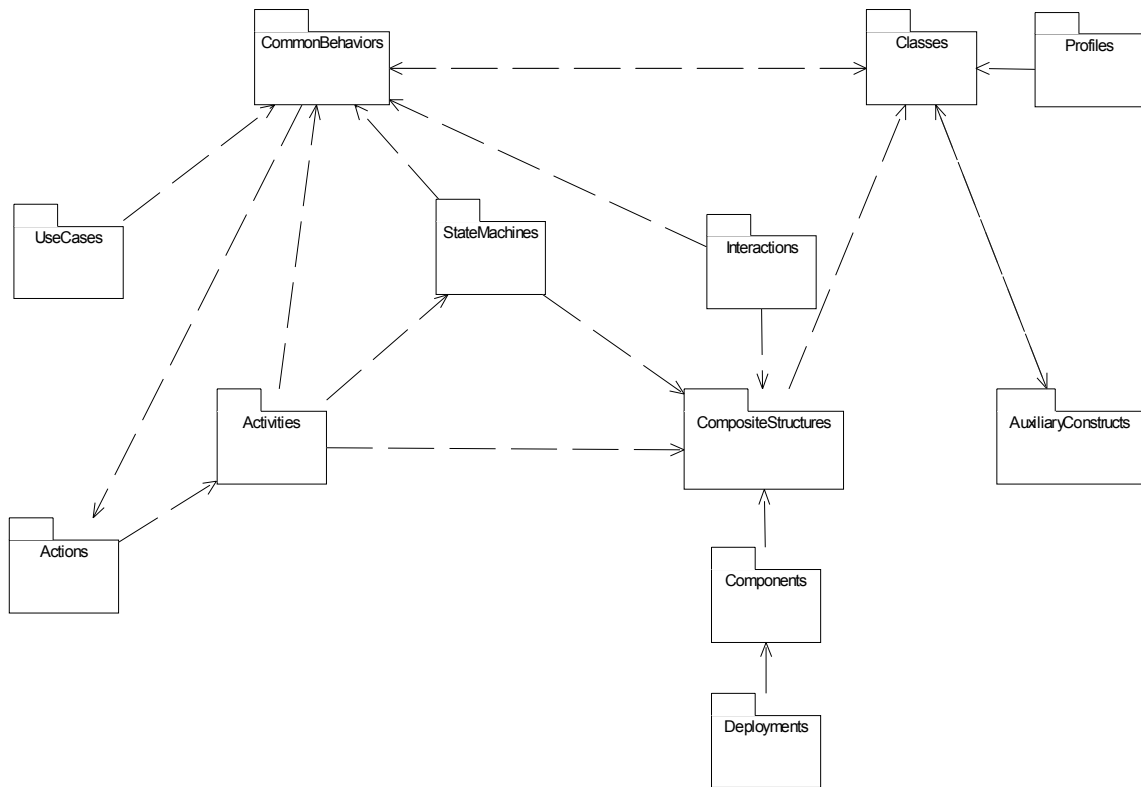 CommonBehaviors
Classes
Profiles
UseCases
StateMachines
Interactions
Activities
CompositeStructures
AuxiliaryConstructs
Actions
Components
Deployments